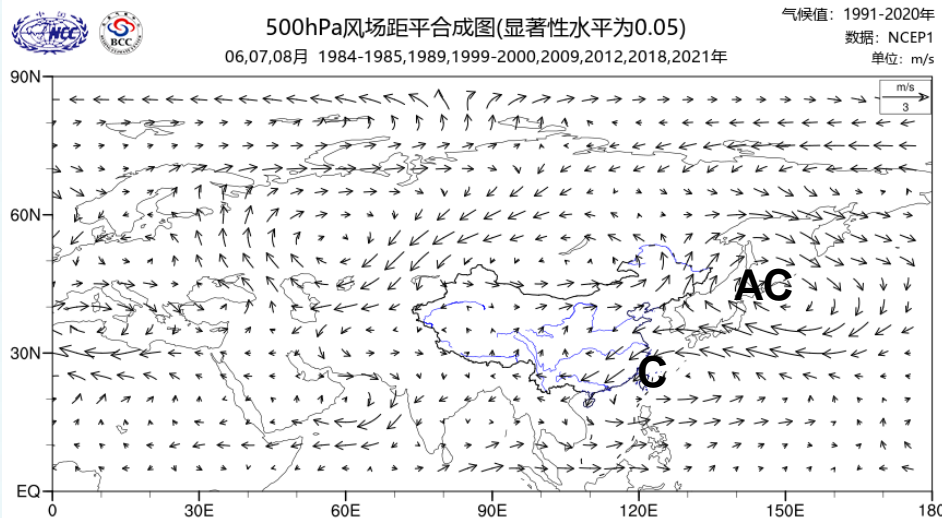 500hPa风场距平合成图(显著性水平为0.05)
06,07,08月 1984-1985,1989,1999-2000,2009,2012,2018,2021年
气候值：1991-2020年
数据：NCEP1
单位：m/s
NCC
BCC
m/s
3
90N
60N
30N
EQ
AC
C
0
30E
60E
90E
120E
150E
180